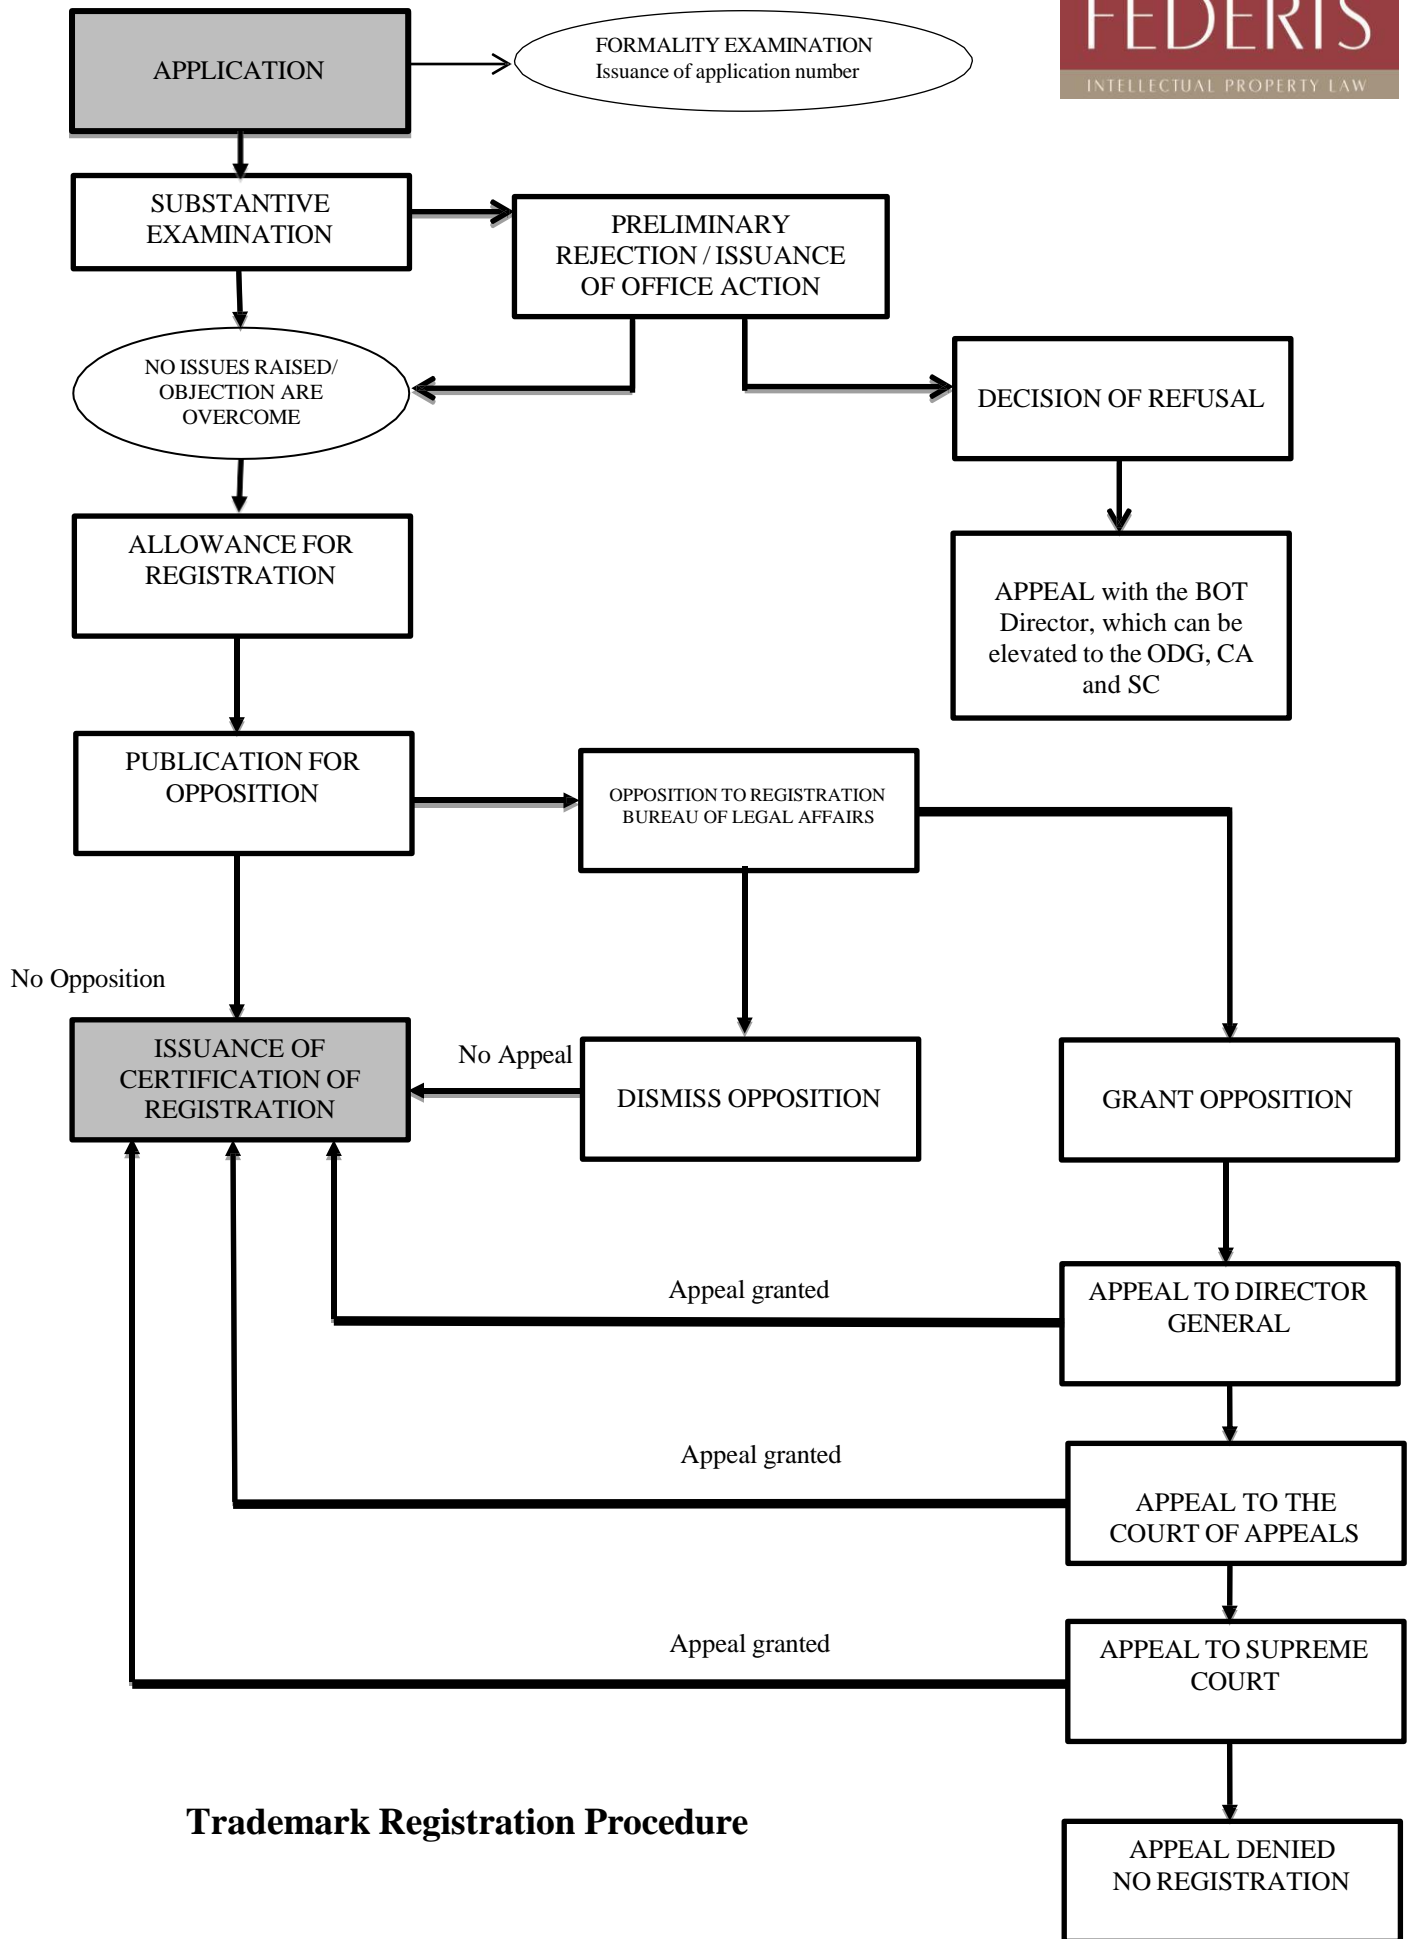 FEDERIS
INTELLECTUAL PROPERTY LAW
APPLICATION
FORMALITY EXAMINATION
Issuance of application number
SUBSTANTIVE
EXAMINATION
PRELIMINARY
REJECTION / ISSUANCE
OF OFFICE ACTION
NO ISSUES RAISED/
OBJECTION ARE
OVERCOME
DECISION OF REFUSAL
ALLOWANCE FOR
REGISTRATION
APPEAL with the BOT
Director, which can be
elevated to the ODG, CA
and SC
PUBLICATION FOR
OPPOSITION
OPPOSITION TO REGISTRATION
BUREAU OF LEGAL AFFAIRS
No Opposition
ISSUANCE OF
CERTIFICATION OF
REGISTRATION
No Appeal
DISMISS OPPOSITION
GRANT OPPOSITION
Appeal granted
APPEAL TO DIRECTOR
GENERAL
Appeal granted
APPEAL TO THE
COURT OF APPEALS
Appeal granted
APPEAL TO SUPREME
COURT
Trademark Registration Procedure
APPEAL DENIED
NO REGISTRATION